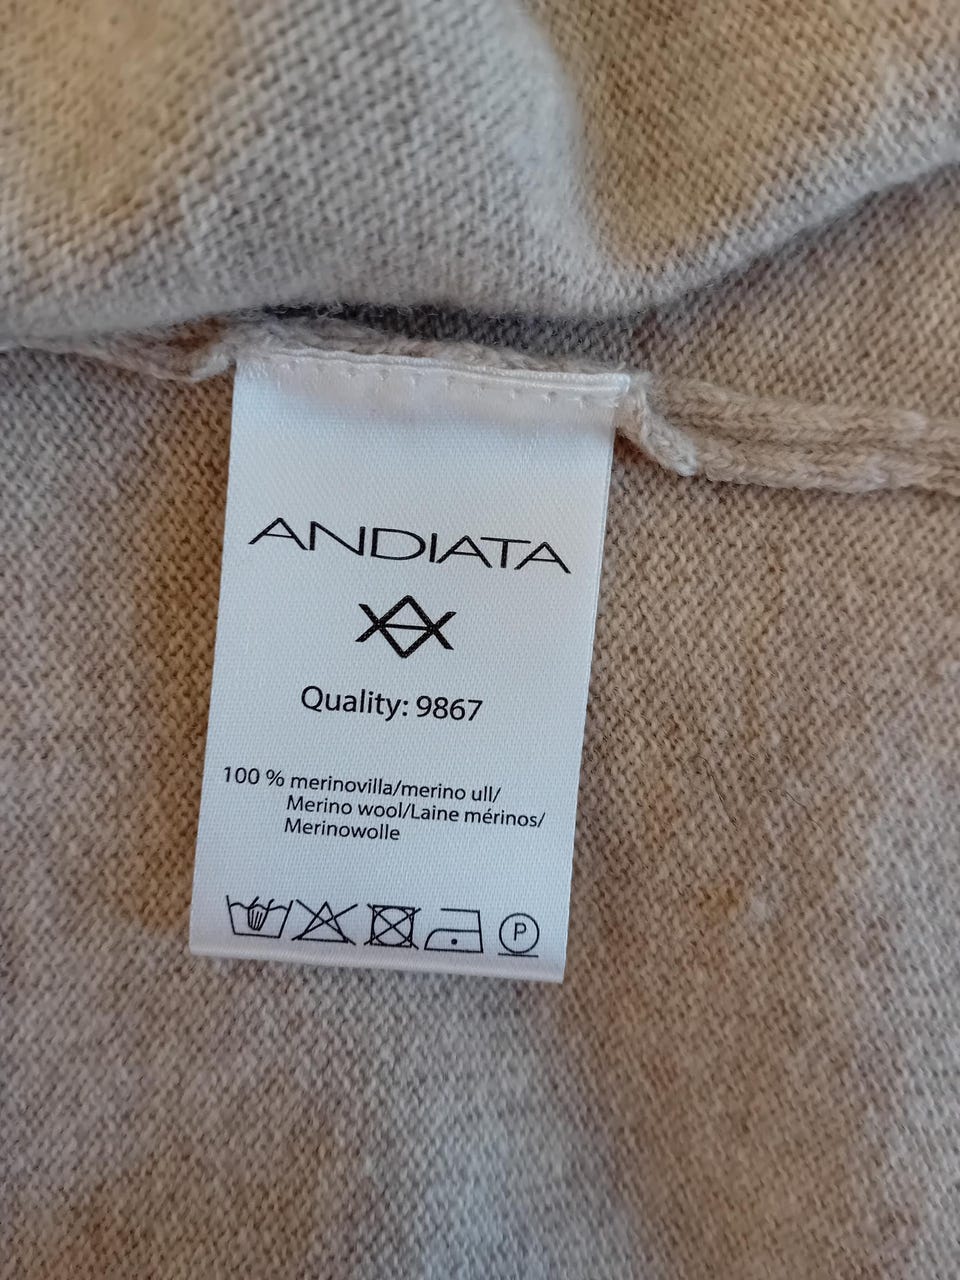 ANDIATA
Quality: 9867
100 % merinovilla/merino ull/
Merino wool/Laine mérinos/
Merinowolle
P